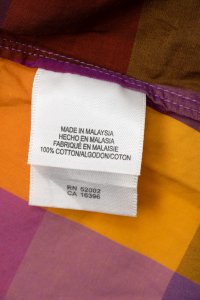 MADE IN MALAYSIA
HECHO EN MALASIA
FABRIQUÉ EN MALAISIE
100% COTTON/ALGODON/COTON
RN 52002
CA 16396